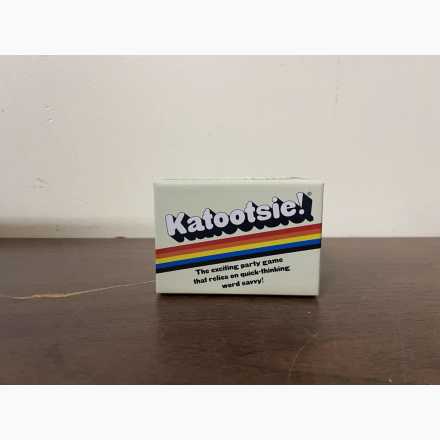 Katootsie!®
The exciting party game
that relies on quick-thinking
word savvy!